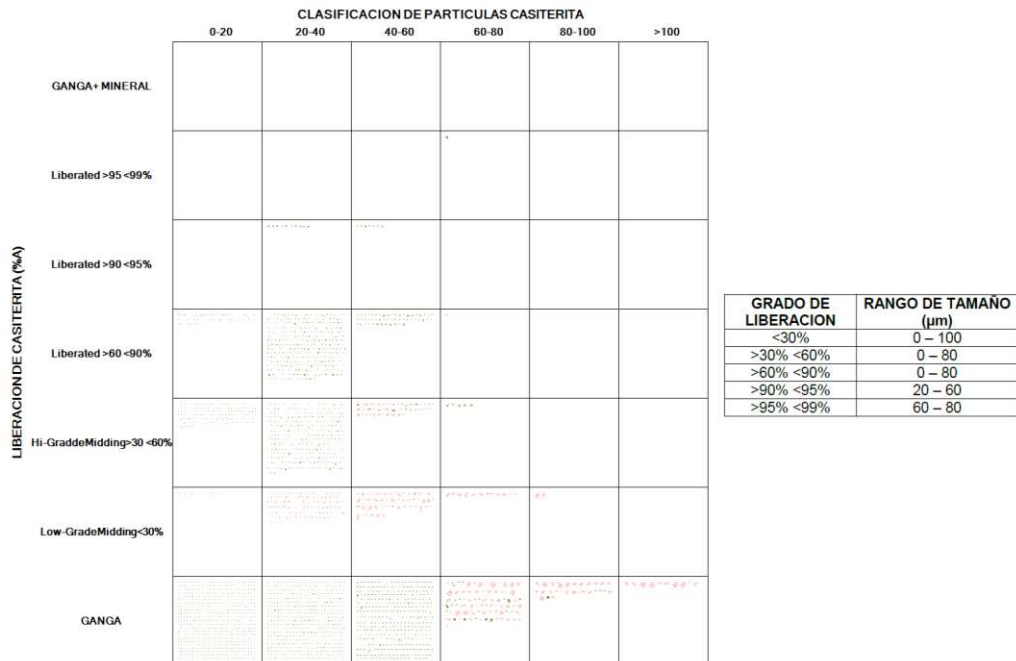 CLASIFICACION DE PARTICULAS CASITERITA
0-20 20-40 40-60 60-80 80-100 >100
LIBERACION DE CASITERITA (%A)
GANGA+ MINERAL
Liberated >95 <99%
Liberated >90 <95%
Liberated >60 <90%
Hi-GraddeMidding>30 <60%
Low-GradeMidding<30%
GANGA
GRADO DE LIBERACION RANGO DE TAMAÑO (µm)
<30% 0 – 100
>30% <60% 0 – 80
>60% <90% 0 – 80
>90% <95% 20 – 60
>95% <99% 60 – 80